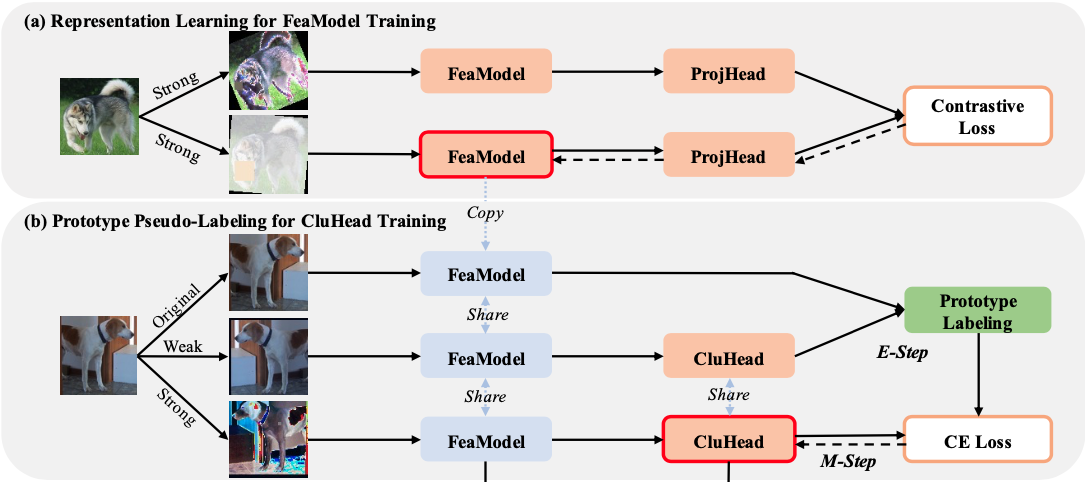 (a) Representation Learning for FeaModel Training
Strong
Strong
FeaModel
ProjHead
FeaModel
ProjHead
Contrastive
Loss
Copy
(b) Prototype Pseudo-Labeling for CluHead Training
Original
Weak
Strong
FeaModel
Share
FeaModel
CluHead
Share
Share
FeaModel
CluHead
Prototype
Labeling
E-Step
M-Step
CE Loss